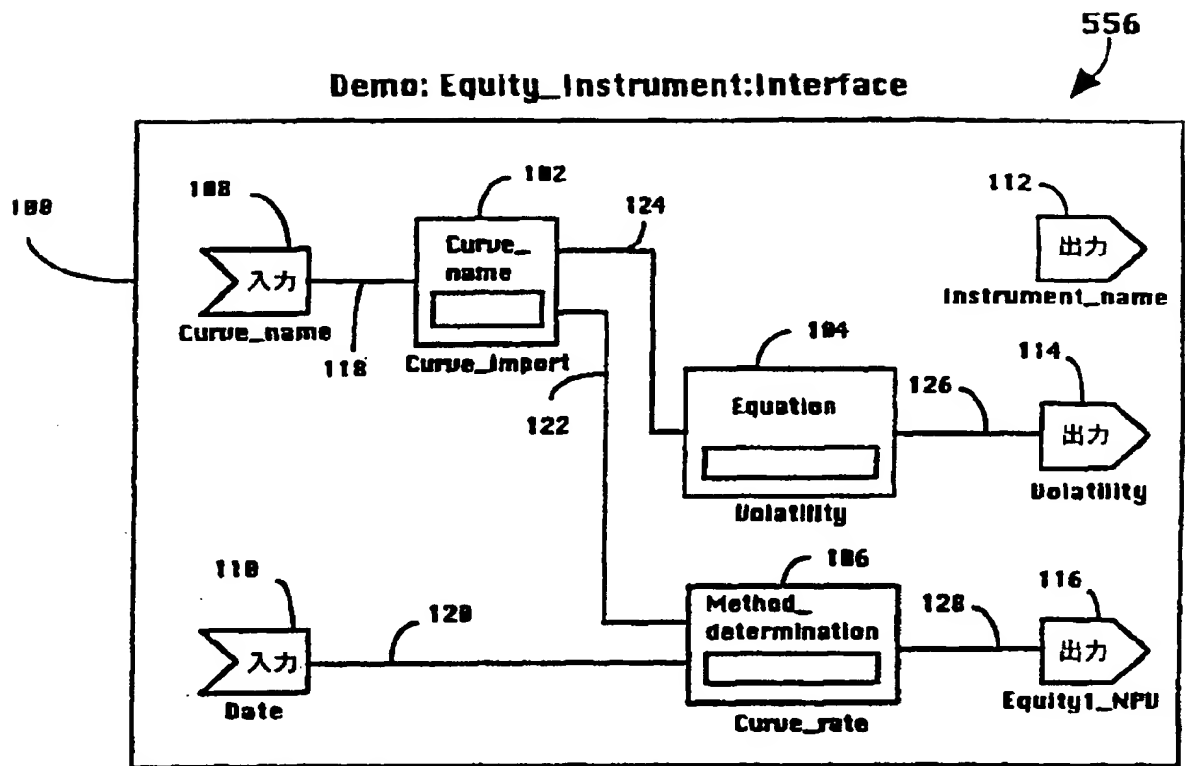 556
Demo: Equity_Instrument:Interface
100
108
102
124
112
入力
Curve_name
118
Curve_
name
Curve_import
出力
Instrument_name
122
104
Equation
Volatility
126
114
出力
Volatility
110
入力
Date
120
106
Method_
determination
Curve_rate
128
116
出力
Equity1_NPV